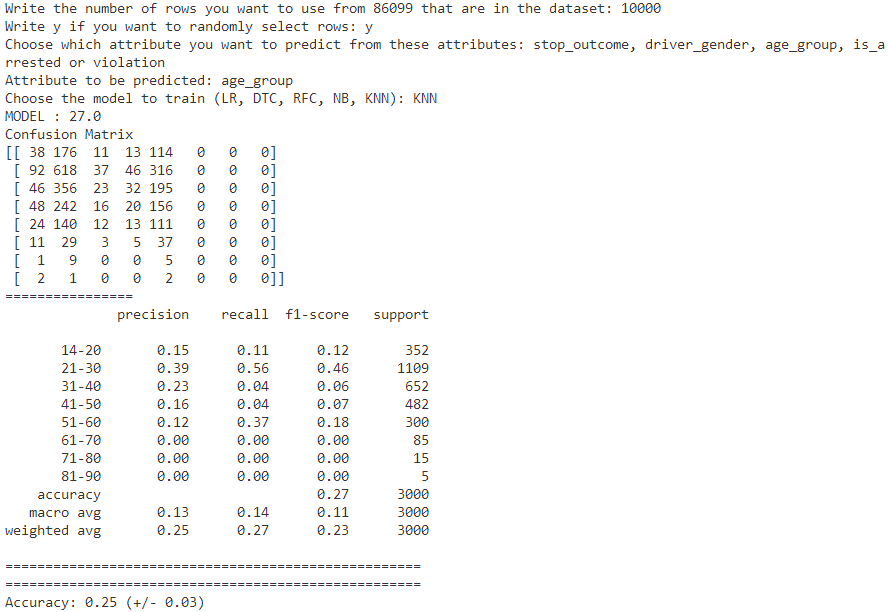 Write the number of rows you want to use from 86099 that are in the dataset: 10000
Write y if you want to randomly select rows: y
Choose which attribute you want to predict from these attributes: stop_outcome, driver_gender, age_group, is_a
rrested or violation
Attribute to be predicted: age_group
Choose the model to train (LR, DTC, RFC, NB, KNN): KNN
MODEL : 27.0
Confusion Matrix
[[ 38 176  11  13 114   0   0   0]
 [ 92 618  37  46 316   0   0   0]
 [ 46 356  23  32 195   0   0   0]
 [ 48 242  16  20 156   0   0   0]
 [ 24 140  12  13 111   0   0   0]
 [ 11  29   3   5  37   0   0   0]
 [  1   9   0   0   5   0   0   0]
 [  2   1   0   0   2   0   0   0]]
================
              precision    recall  f1-score   support
       14-20       0.15      0.11      0.12       352
       21-30       0.39      0.56      0.46      1109
       31-40       0.23      0.04      0.06       652
       41-50       0.16      0.04      0.07       482
       51-60       0.12      0.37      0.18       300
       61-70       0.00      0.00      0.00        85
       71-80       0.00      0.00      0.00        15
       81-90       0.00      0.00      0.00         5
    accuracy                           0.27      3000
   macro avg       0.13      0.14      0.11      3000
weighted avg       0.25      0.27      0.23      3000
====================================================
====================================================
Accuracy: 0.25 (+/- 0.03)